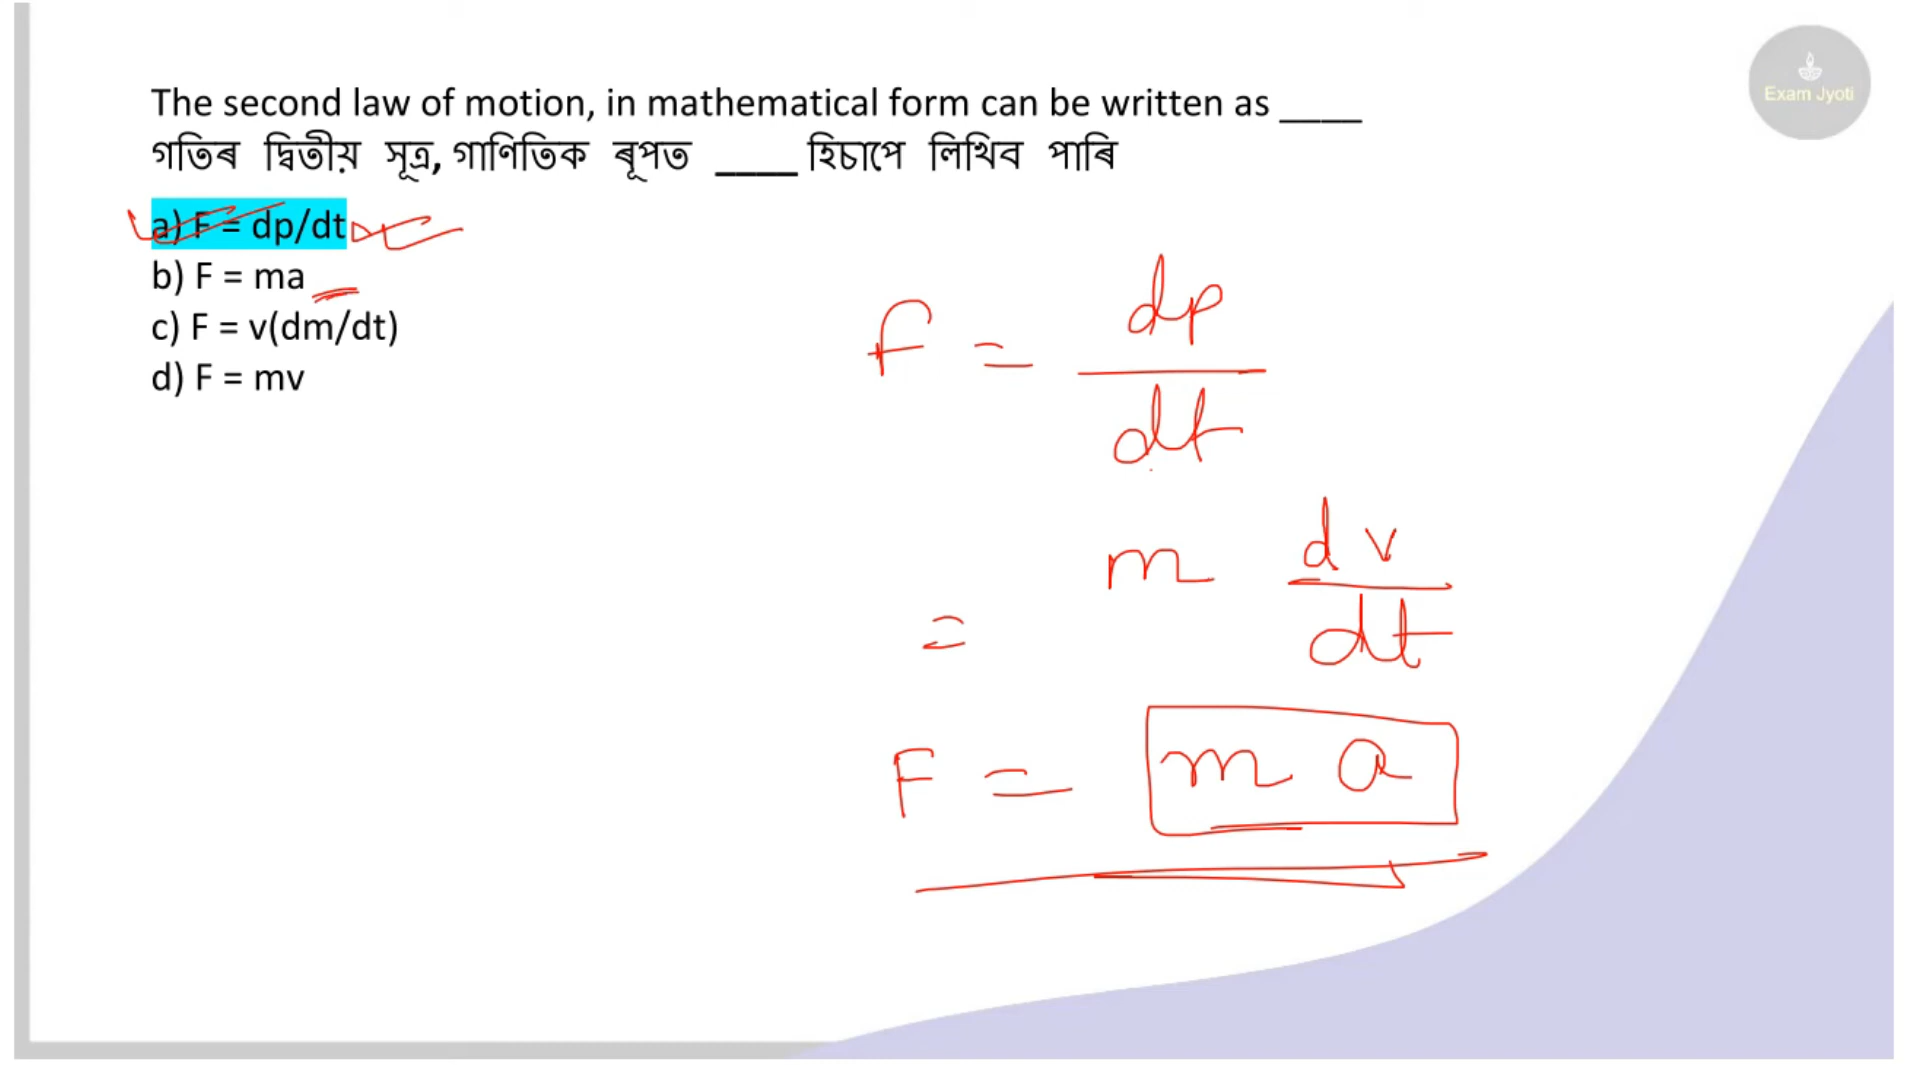 Exam Jyoti
The second law of motion, in mathematical form can be written as ____
গতিৰ দ্বিতীয় সূত্ৰ, গাণিতিক ৰূপত ____ হিচাপে লিখিব পাৰি
a) F = dp/dt
b) F = ma
c) F = v(dm/dt)
d) F = mv
f = dp
dt
= m dv
dt
F = m a